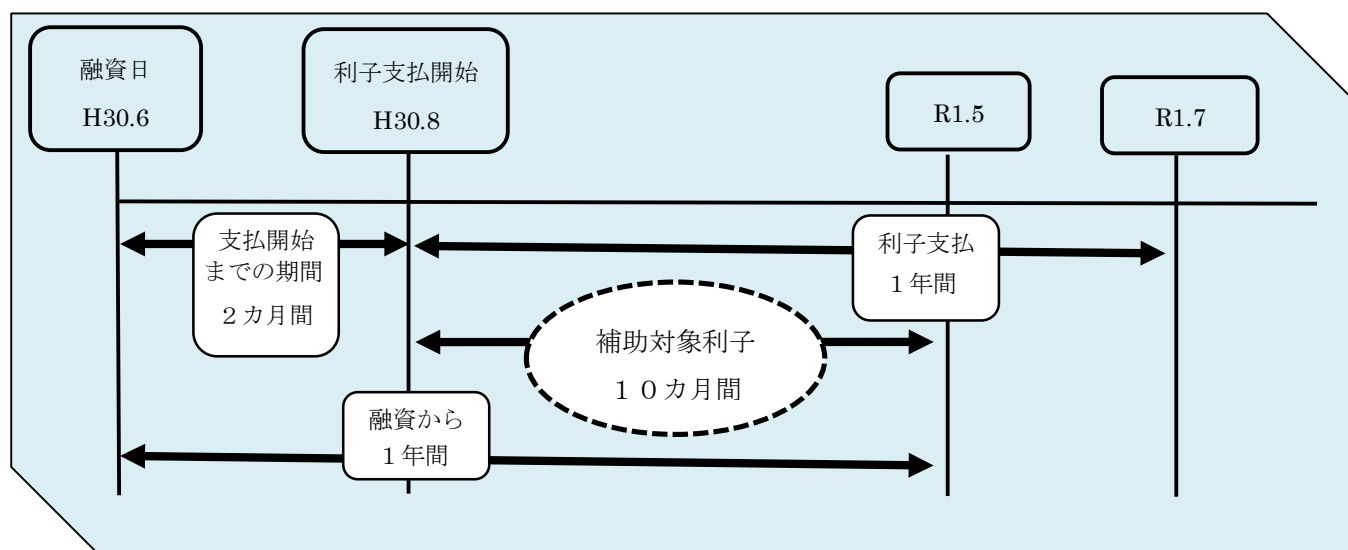 融資日
H30.6
利子支払開始
H30.8
R1.5
R1.7
支払開始
までの期間
２カ月間
利子支払
１年間
補助対象利子
１０カ月間
融資から
１年間